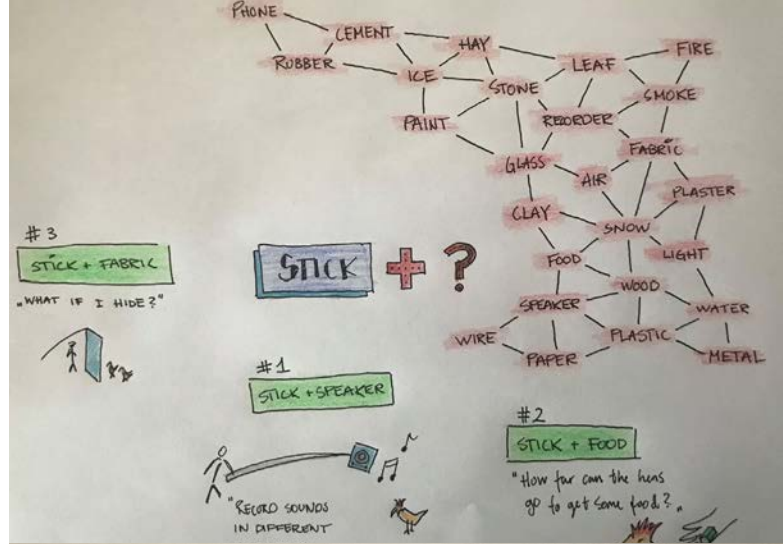 PHONE
CEMENT
HAY
FIRE
RUBBER
ICE
LEAF
STONE
SMOKE
PAINT
RECORDER
FABRIC
GLASS
AIR
PLASTER
CLAY
SNOW
#3
STICK + FABRIC
STICK + ?
FOOD
LIGHT
"WHAT IF I HIDE?"
WOOD
SPEAKER
WATER
WIRE
PLASTIC
PAPER
METAL
#1
STICK + SPEAKER
"RECORD SOUNDS
IN DIFFERENT
#2
STICK + FOOD
"How far can the hens
go to get some food?"